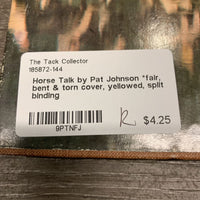 The Tack Collector
185872-144
Horse Talk by Pat Johnson *fair,
bent & torn cover, yellowed, split
binding
9PTNFJ
R $4.25